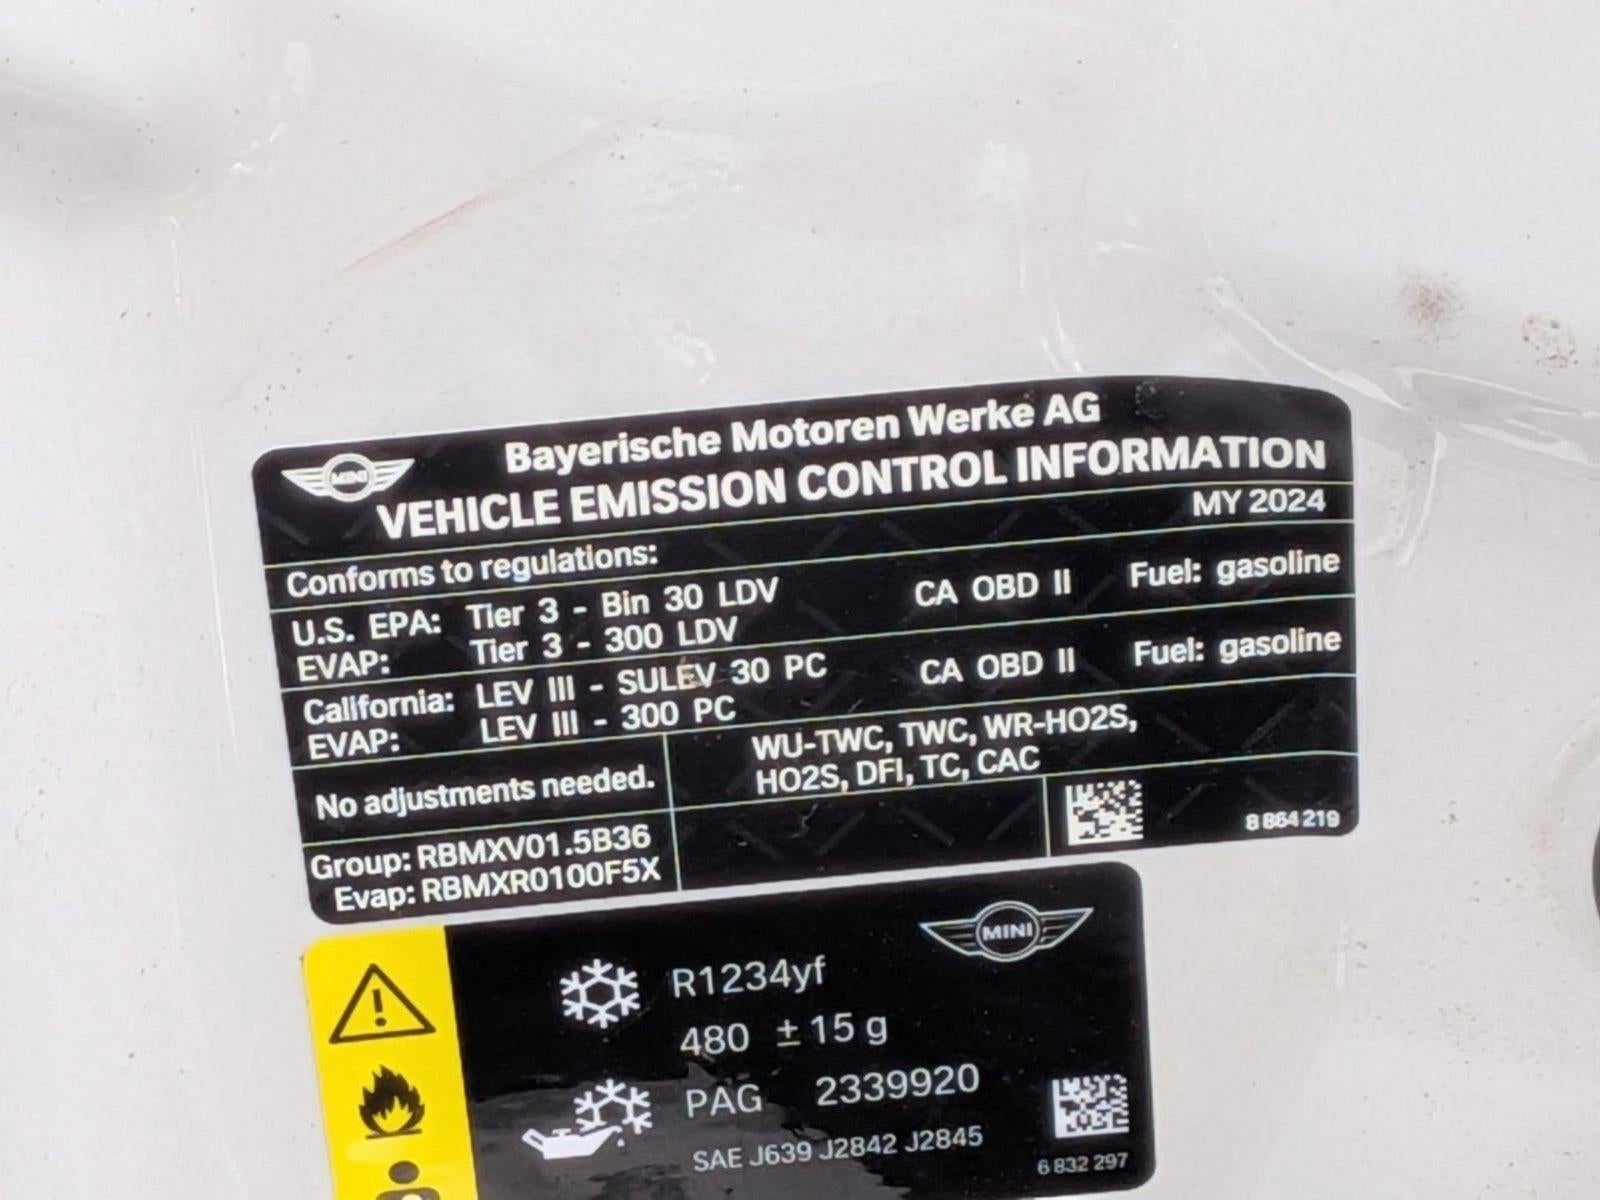 MINI
Bayerische Motoren Werke AG
VEHICLE EMISSION CONTROL INFORMATION
MY 2024
Conforms to regulations:
U.S. EPA: Tier 3 - Bin 30 LDV CA OBD II Fuel: gasoline
EVAP: Tier 3 - 300 LDV
California: LEV III - SULEV 30 PC CA OBD II Fuel: gasoline
EVAP: LEV III - 300 PC
No adjustments needed.
WU-TWC, TWC, WR-HO2S,
HO2S, DFI, TC, CAC
Group: RBMXV01.5B36
Evap: RBMXR0100F5X
8 864 219
MINI
R1234yf
480 ± 15 g
PAG 2339920
SAE J639 J2842 J2845
6 832 297